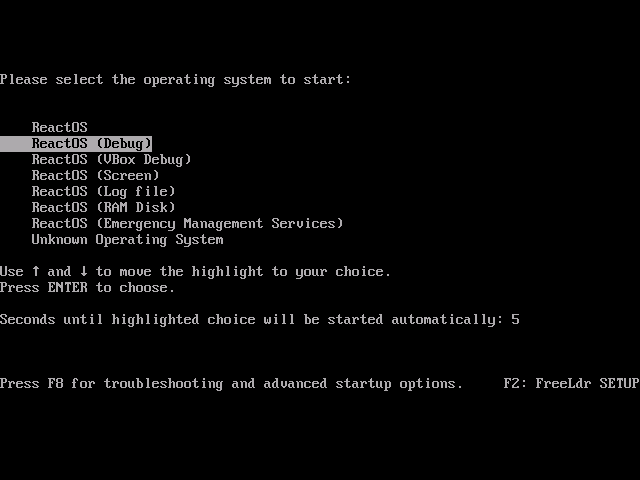 Please select the operating system to start:
ReactOS
ReactOS (Debug)
ReactOS (VBox Debug)
ReactOS (Screen)
ReactOS (Log file)
ReactOS (RAM Disk)
ReactOS (Emergency Management Services)
Unknown Operating System
Use ↑ and ↓ to move the highlight to your choice.
Press ENTER to choose.
Seconds until highlighted choice will be started automatically: 5
Press F8 for troubleshooting and advanced startup options. F2: FreeLdr SETUP